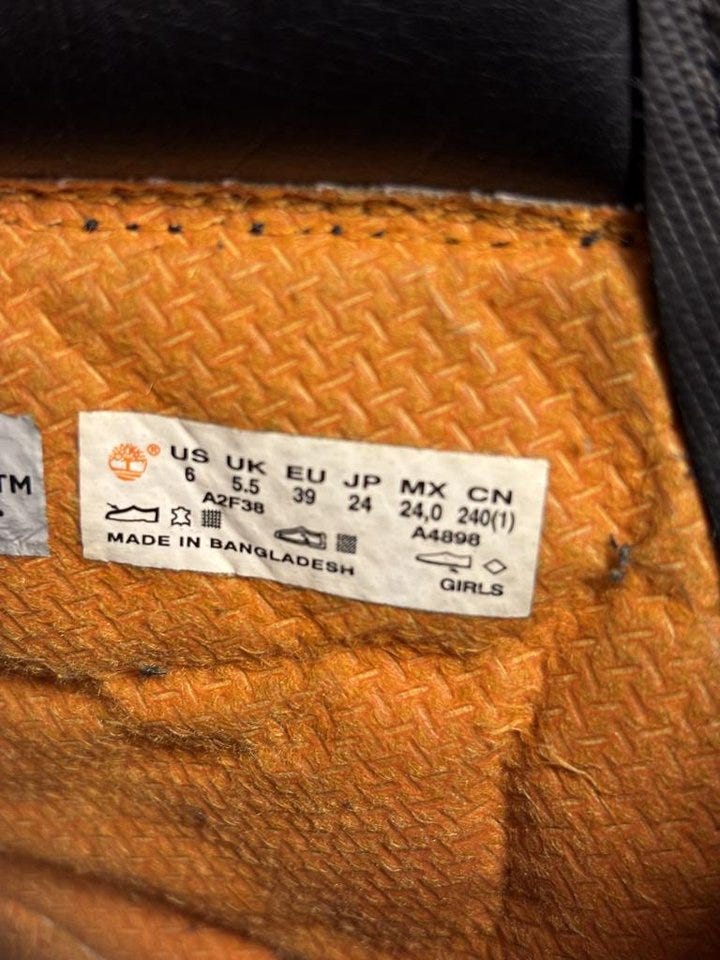 TM
® US UK EU JP MX CN
6 5.5 39 24 24,0 240(1)
A2F38 A4898
MADE IN BANGLADESH
GIRLS